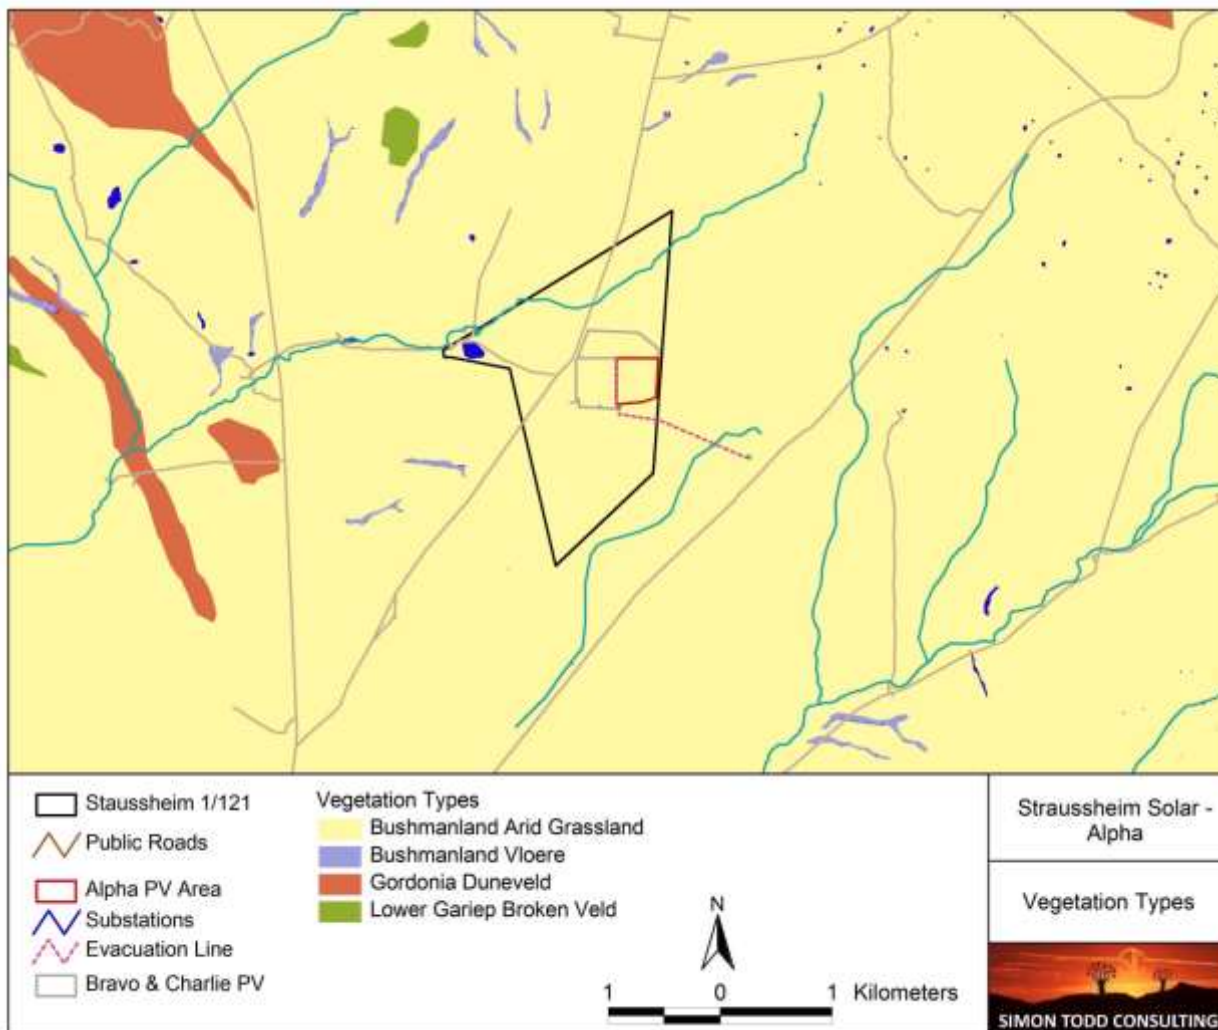 Staussheim 1/121
Public Roads
Alpha PV Area
Substations
Evacuation Line
Bravo & Charlie PV
Vegetation Types
Bushmanland Arid Grassland
Bushmanland Vloere
Gordonia Duneveld
Lower Gariep Broken Veld
N
1 0 1 Kilometers
Straussheim Solar -
Alpha
Vegetation Types
SIMON TODD CONSULTING